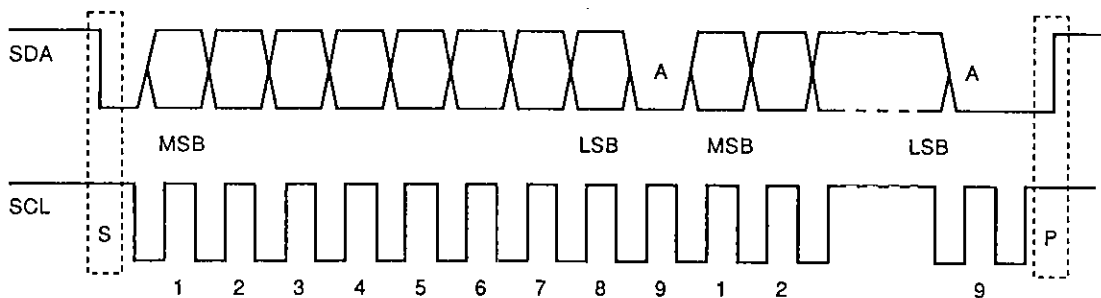 SDA A A
MSB LSB MSB LSB
SCL
S P
1 2 3 4 5 6 7 8 9 1 2 9